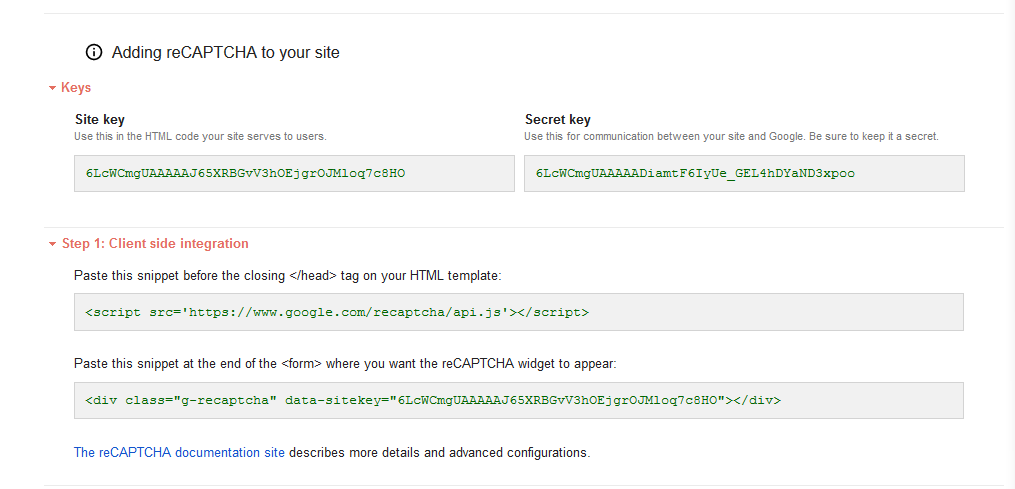 Adding reCAPTCHA to your site
Keys
Site key
Use this in the HTML code your site serves to users.
6LcWCmgUAAAAAJ65XRBGvV3hOEjgrOJMloq7c8HO
Secret key
Use this for communication between your site and Google. Be sure to keep it a secret.
6LcWCmgUAAAAADiamtF6IyUe_GEL4hDYaND3xpoo
Step 1: Client side integration
Paste this snippet before the closing </head> tag on your HTML template:
<script src='https://www.google.com/recaptcha/api.js'></script>
Paste this snippet at the end of the <form> where you want the reCAPTCHA widget to appear:
<div class="g-recaptcha" data-sitekey="6LcWCmgUAAAAAJ65XRBGvV3hOEjgrOJMloq7c8HO"></div>
The reCAPTCHA documentation site describes more details and advanced configurations.